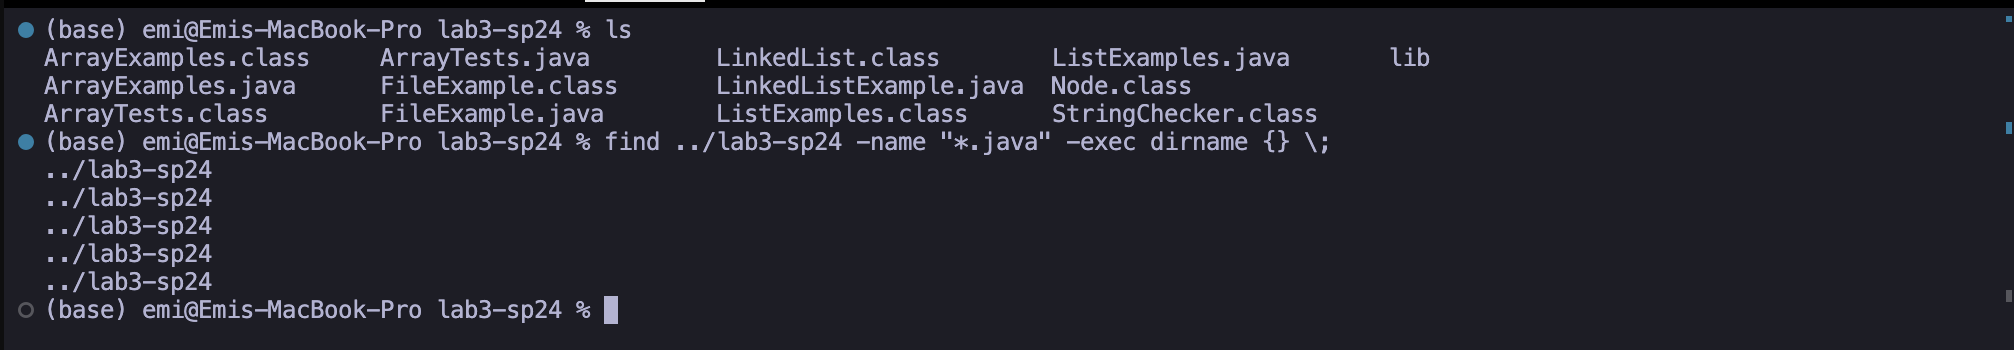 (base) emi@Emis-MacBook-Pro lab3-sp24 % ls
ArrayExamples.class ArrayTests.java LinkedList.class ListExamples.java lib
ArrayExamples.java FileExample.class LinkedListExample.java Node.class
ArrayTests.class FileExample.java ListExamples.class StringChecker.class
(base) emi@Emis-MacBook-Pro lab3-sp24 % find ../lab3-sp24 -name "*.java" -exec dirname {} \;
../lab3-sp24
../lab3-sp24
../lab3-sp24
../lab3-sp24
../lab3-sp24
(base) emi@Emis-MacBook-Pro lab3-sp24 %